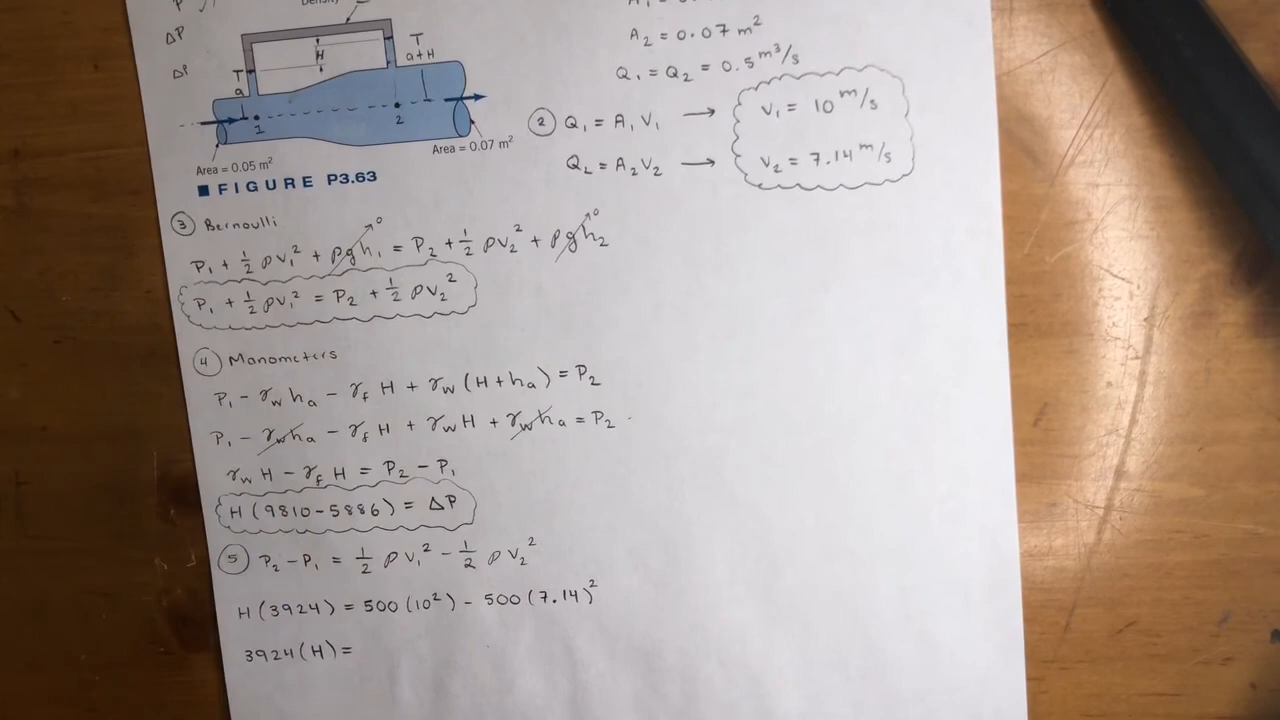 ΔP
ΔP
H
T
a+H
T
a
1
2
Area = 0.05 m²
Area = 0.07 m²
■ FIGURE P3.63
A₂ = 0.07 m²
Q₁ = Q₂ = 0.5 m³/s
② Q₁ = A₁ V₁ → V₁ = 10 m/s
Q₂ = A₂ V₂ → V₂ = 7.14 m/s
③ Bernoulli
P₁ + ½ ρv₁² + ρgh₁ → 0 = P₂ + ½ ρv₂² + ρgh₂ → 0
P₁ + ½ ρv₁² = P₂ + ½ ρv₂²
④ Manometers
P₁ - γw ha - γf H + γw (H + ha) = P₂
P₁ - γw ha - γf H + γw H + γw ha = P₂
γw H - γf H = P₂ - P₁
H (9810 - 5886) = ΔP
⑤ P₂ - P₁ = ½ ρ v₁² - ½ ρ v₂²
H (3924) = 500 (10²) - 500 (7.14)²
3924 (H) =